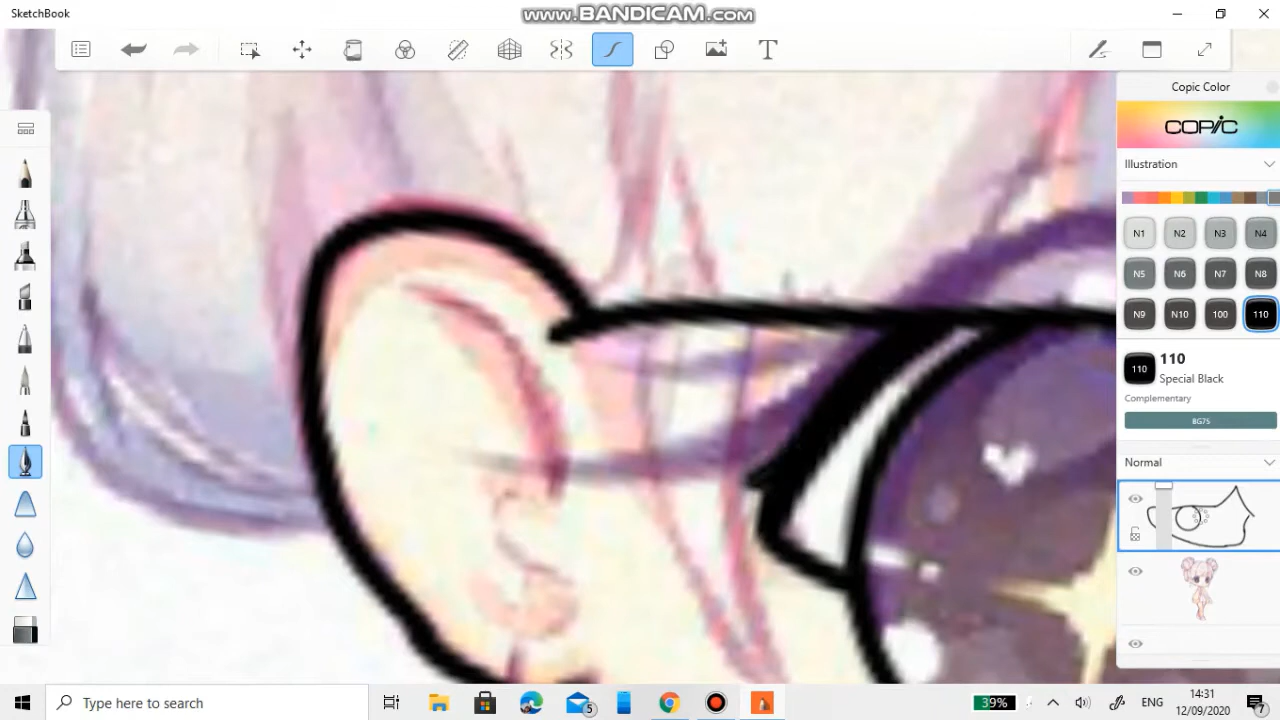 SketchBook
www.BANDICAM.com
T
Copic Color
COPIC
Illustration
N1 N2 N3 N4
N5 N6 N7 N8
N9 N10 100 110
110 110
Special Black
Complementary
BG75
Normal
Type here to search
5
39%
ENG
14:31
12/09/2020
7